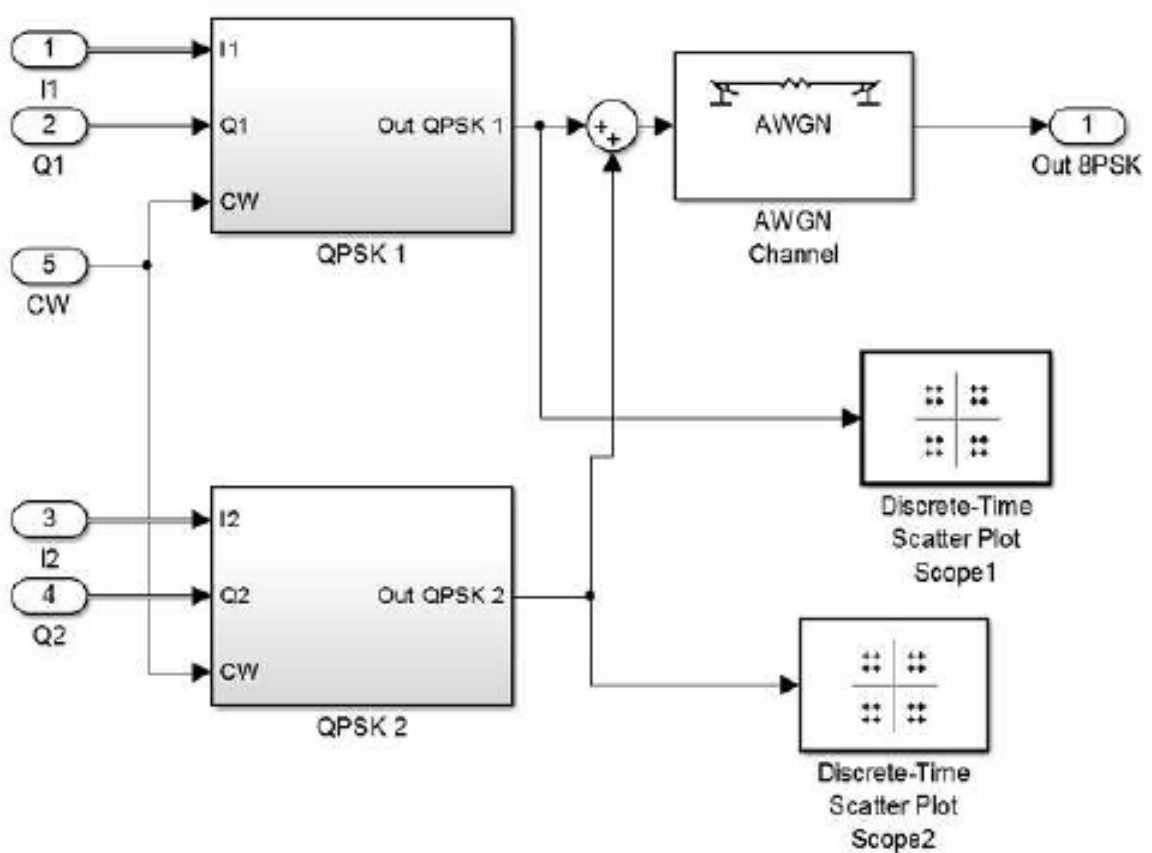 1
I1
2
Q1
5
CW
I1
Q1
Out QPSK 1
CW
QPSK 1
+
+
AWGN
AWGN
Channel
1
Out 8PSK
Discrete-Time
Scatter Plot
Scope1
3
I2
4
Q2
I2
Q2
Out QPSK 2
CW
QPSK 2
Discrete-Time
Scatter Plot
Scope2